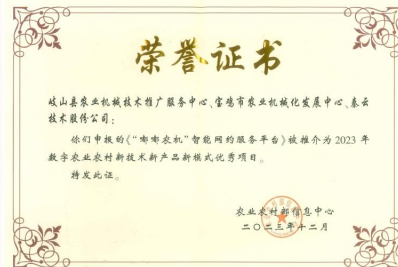 荣誉证书
岐山县农业机械技术推广服务中心、宝鸡市农业机械化发展中心、秦云
技术股份公司：
你们申报的《“嘟嘟农机”智能网约服务平台》被推介为2023年
数字农业农村新技术新产品新模式优秀项目。
特发此证。
农业农村部信息中心
二〇二三年十二月